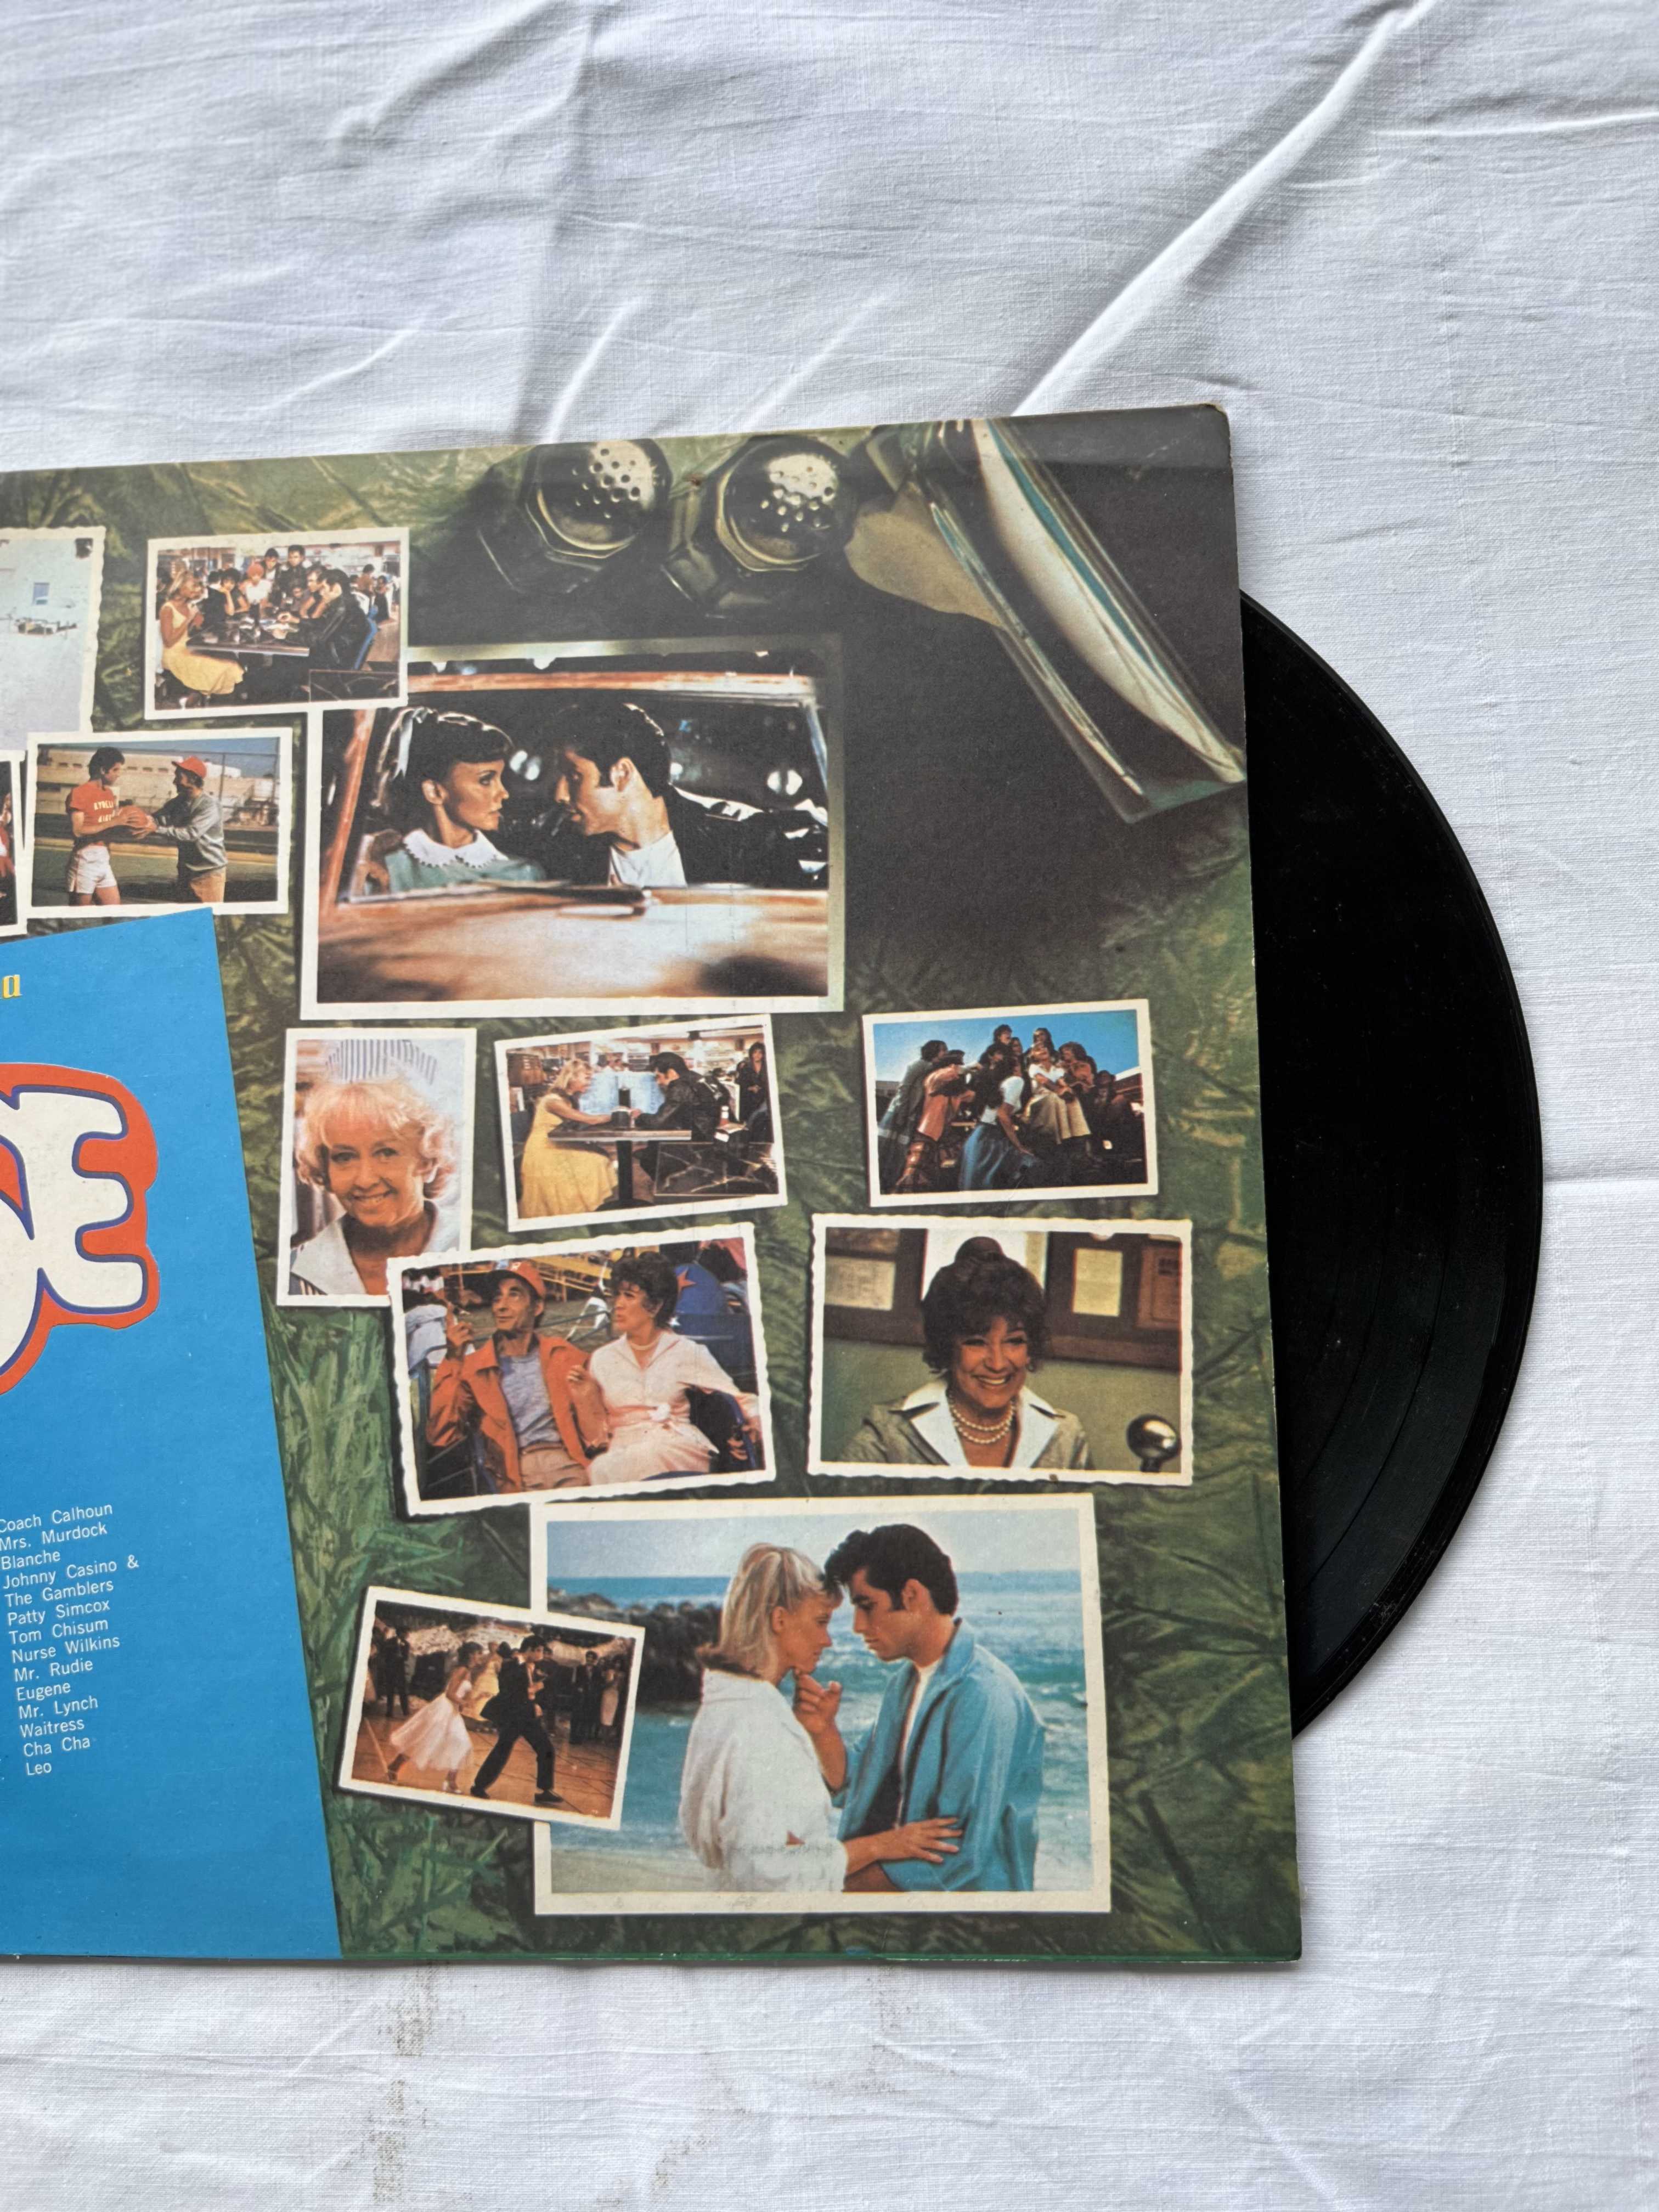 a
SE
Coach Calhoun
Mrs. Murdock
Blanche
Johnny Casino &
The Gamblers
Patty Simcox
Tom Chisum
Nurse Wilkins
Mr. Rudie
Eugene
Mr. Lynch
Waitress
Cha Cha
Leo